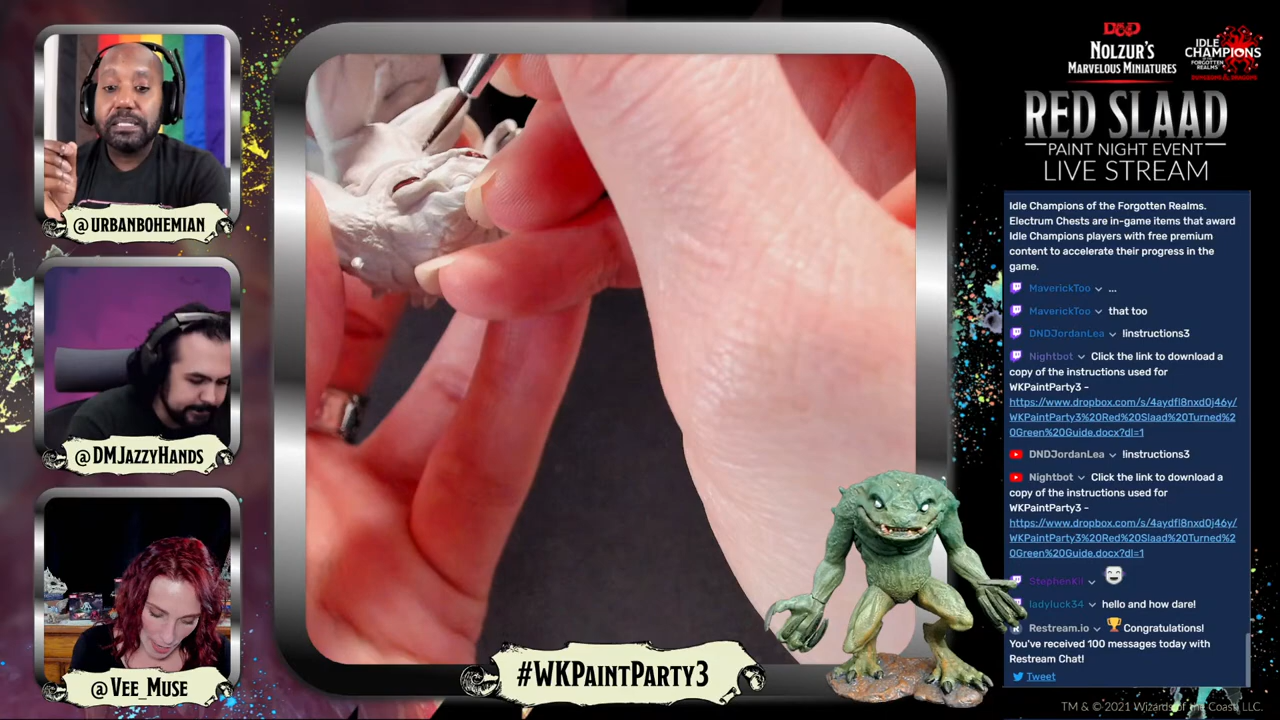 @URBANBOHEMIAN
@DMJAZZYHANDS
@VEE_MUSE
#WKPAINTPARTY3
D&D
NOLZUR'S
MARVELOUS MINIATURES
IDLE
CHAMPIONS
OF THE FORGOTTEN REALMS
DUNGEONS & DRAGONS
RED SLAAD
PAINT NIGHT EVENT
LIVE STREAM
Idle Champions of the Forgotten Realms.
Electrum Chests are in-game items that award
Idle Champions players with free premium
content to accelerate their progress in the
game.
MaverickToo ...
MaverickToo that too
DNDJordanLea !instructions3
Nightbot Click the link to download a
copy of the instructions used for
WKPaintParty3 -
https://www.dropbox.com/s/4aydfl8nxd0j46y/
WKPaintParty3%20Red%20Slaad%20Turned%2
0Green%20Guide.docx?dl=1
DNDJordanLea !instructions3
Nightbot Click the link to download a
copy of the instructions used for
WKPaintParty3 -
https://www.dropbox.com/s/4aydfl8nxd0j46y/
WKPaintParty3%20Red%20Slaad%20Turned%2
0Green%20Guide.docx?dl=1
ladyluck34 hello and how dare!
Restream.io Congratulations!
You've received 100 messages today with
Restream Chat!
Tweet
TM & © 2021 Wizards of the Coast LLC.